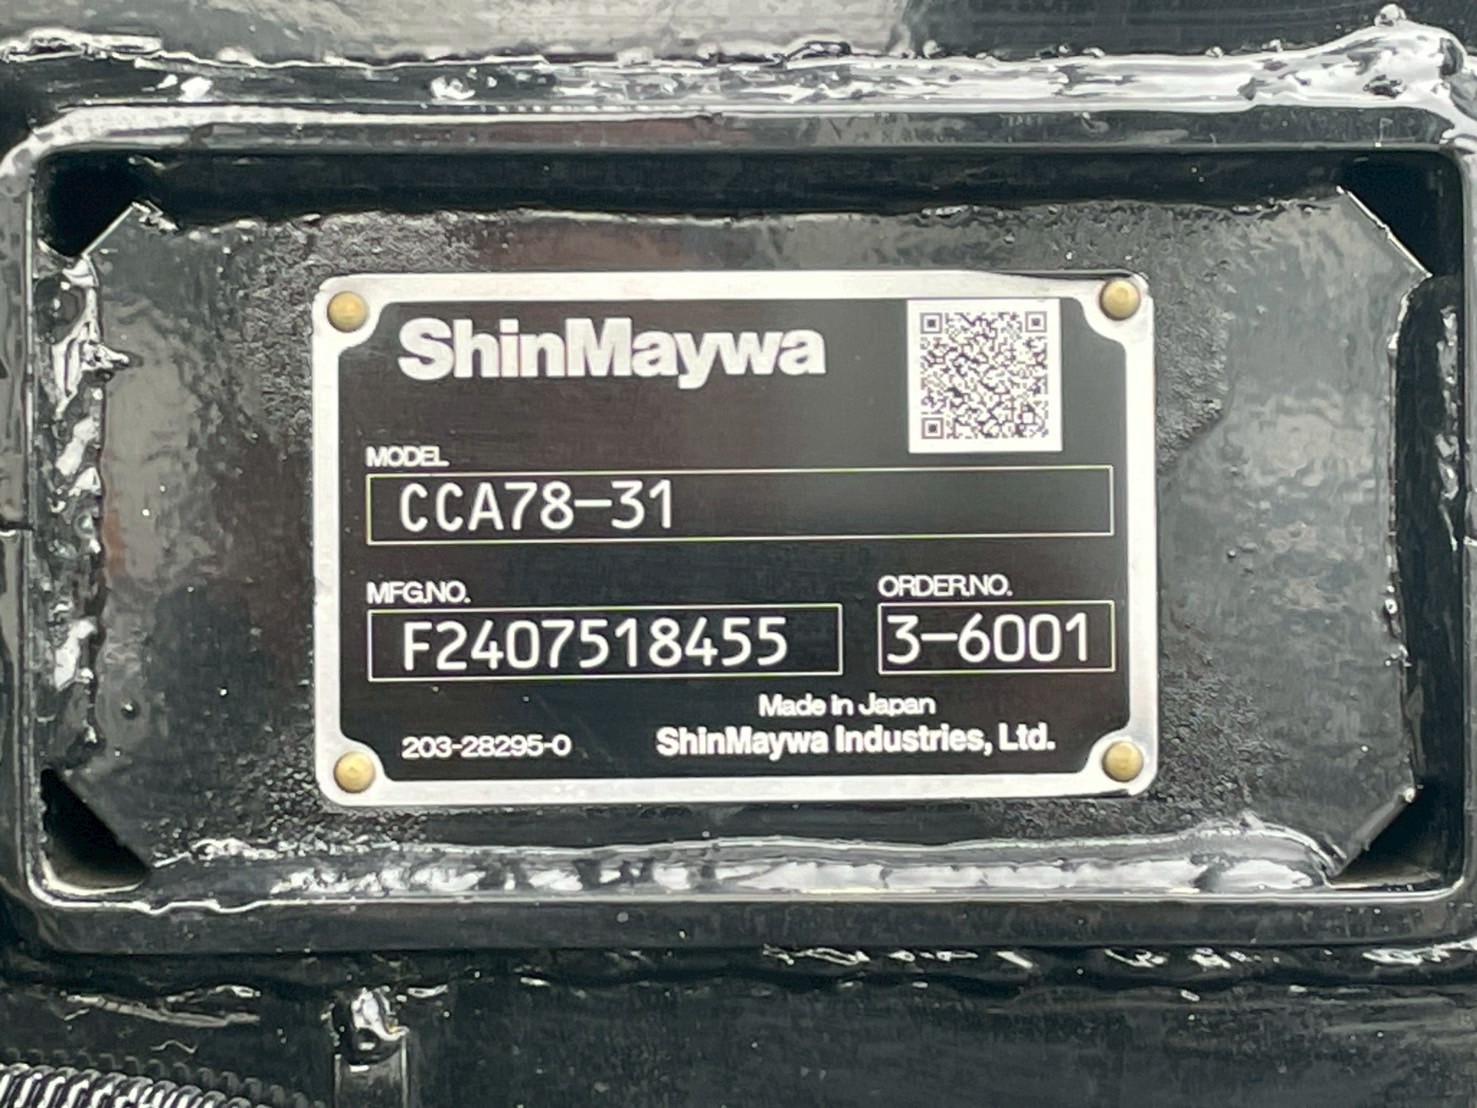 ShinMaywa
MODEL
CCA78-31
MFG.NO.
F2407518455
ORDER.NO.
3-6001
Made in Japan
203-28295-0
ShinMaywa Industries, Ltd.